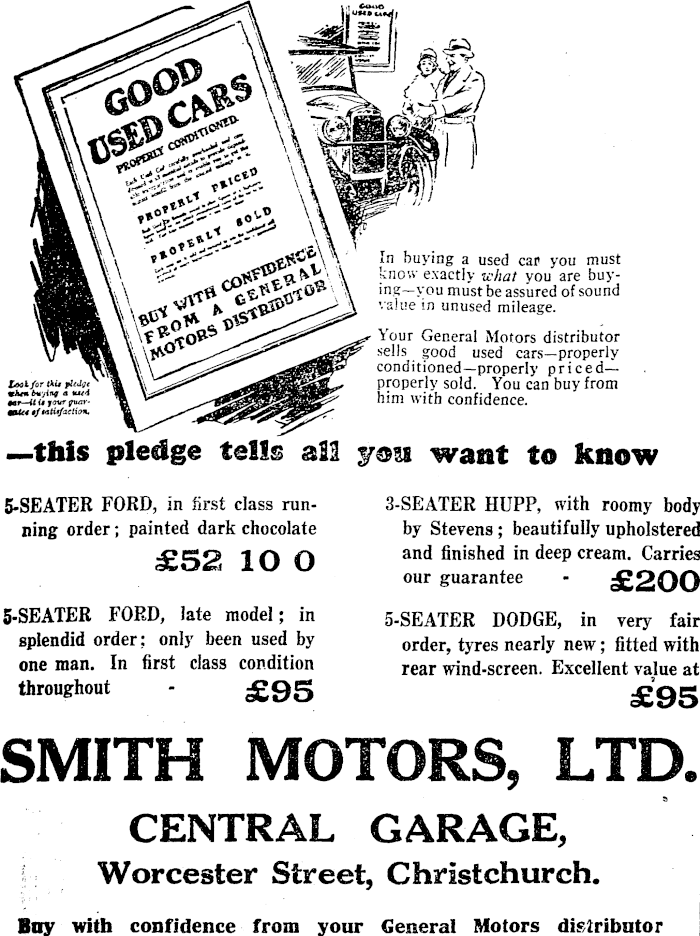 GOOD
USED CARS
GOOD
USED CARS
PROPERLY CONDITIONED.
PROPERLY PRICED
PROPERLY SOLD
BUY WITH CONFIDENCE
FROM A GENERAL
MOTORS DISTRIBUTOR
Look for this pledge
when buying a used
car—it is your guar-
antee of satisfaction.
In buying a used car you must
know exactly what you are buy-
ing—you must be assured of sound
value in unused mileage.
Your General Motors distributor
sells good used cars—properly
conditioned—properly priced—
properly sold. You can buy from
him with confidence.
—this pledge tells all you want to know
5-SEATER FORD, in first class run-
ning order; painted dark chocolate
£52 10 0
5-SEATER FORD, late model; in
splendid order; only been used by
one man. In first class condition
throughout - £95
3-SEATER HUPP, with roomy body
by Stevens; beautifully upholstered
and finished in deep cream. Carries
our guarantee - £200
5-SEATER DODGE, in very fair
order, tyres nearly new; fitted with
rear wind-screen. Excellent value at
£95
SMITH MOTORS, LTD.
CENTRAL GARAGE,
Worcester Street, Christchurch.
Buy with confidence from your General Motors distributor